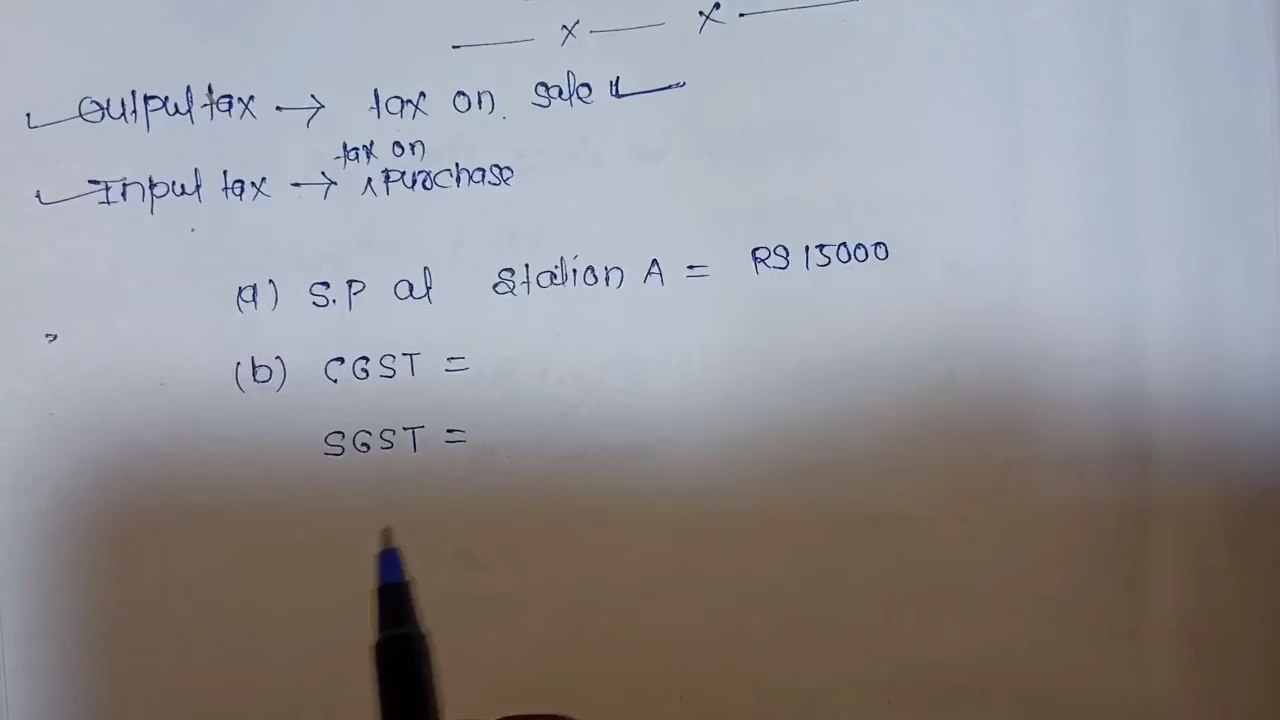 — x — x —
Output tax → tax on sale
tax on
Input tax → ^ purchase
(a) S.P at Station A = RS 15000
(b) CGST =
SGST =